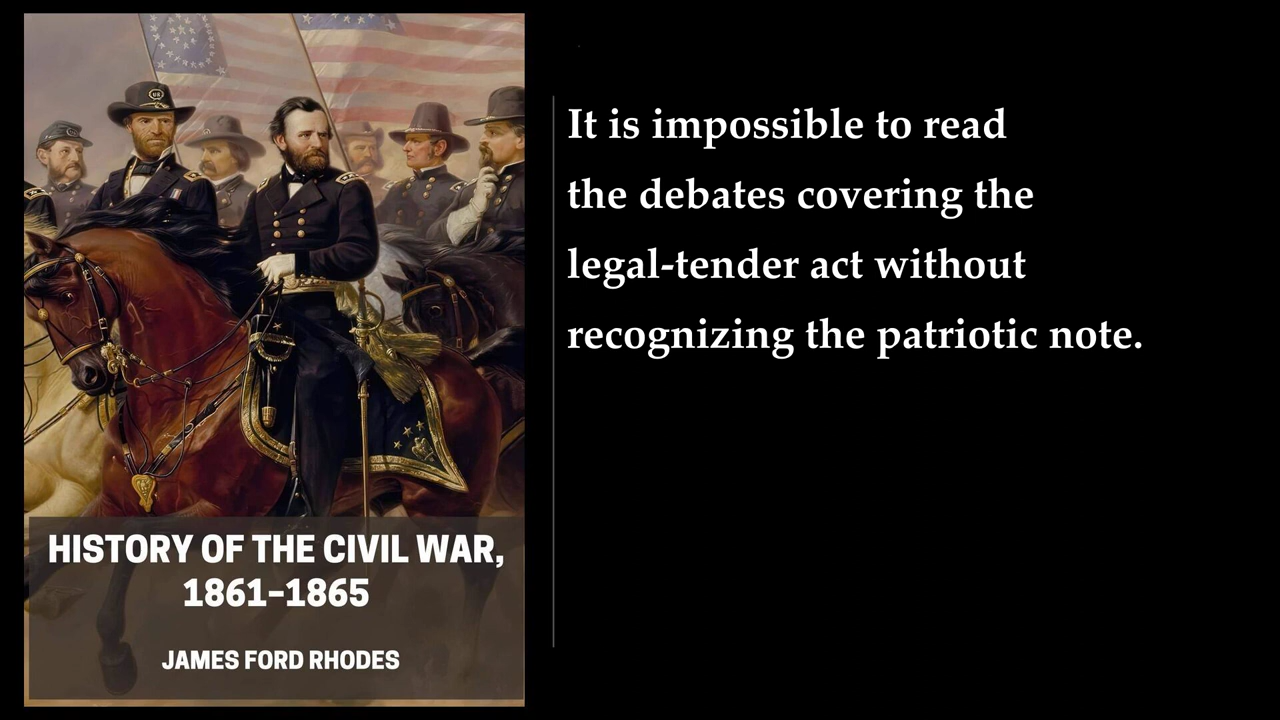 HISTORY OF THE CIVIL WAR,
1861–1865
JAMES FORD RHODES
It is impossible to read
the debates covering the
legal-tender act without
recognizing the patriotic note.